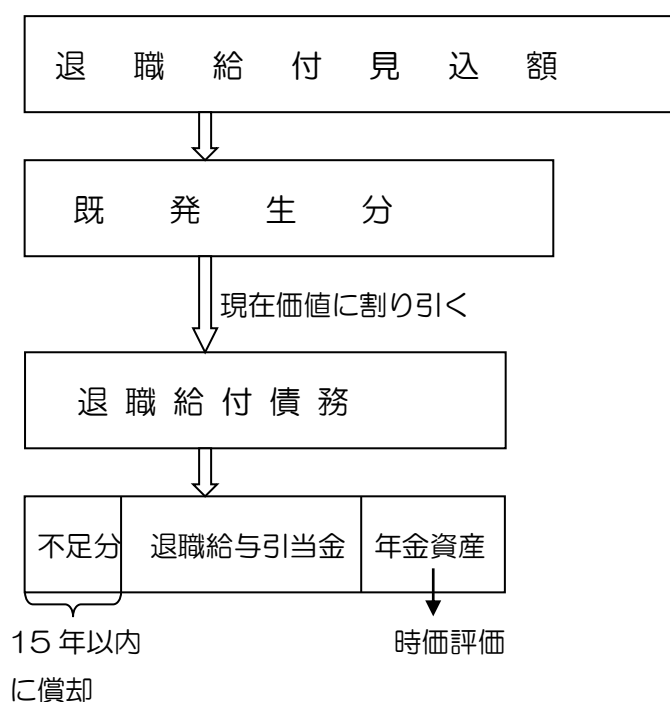 退職給付見込額
既発生分
現在価値に割り引く
退職給付債務
不足分 退職給与引当金 年金資産
15年以内 時価評価
に償却